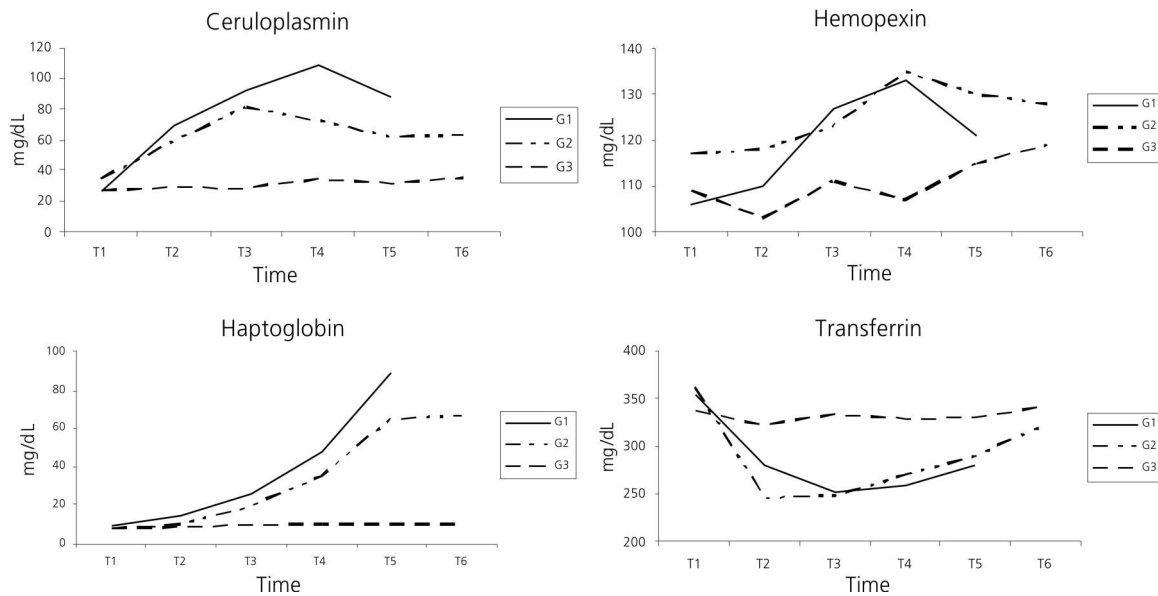 Ceruloplasmin
120
100
80
60
40
20
0
mg/dL
T1 T2 T3 T4 T5 T6
Time
G1
G2
G3
Hemopexin
140
130
120
110
100
mg/dL
T1 T2 T3 T4 T5 T6
Time
G1
G2
G3
Haptoglobin
100
80
60
40
20
0
mg/dL
T1 T2 T3 T4 T5 T6
Time
G1
G2
G3
Transferrin
400
350
300
250
200
mg/dL
T1 T2 T3 T4 T5 T6
Time
G1
G2
G3